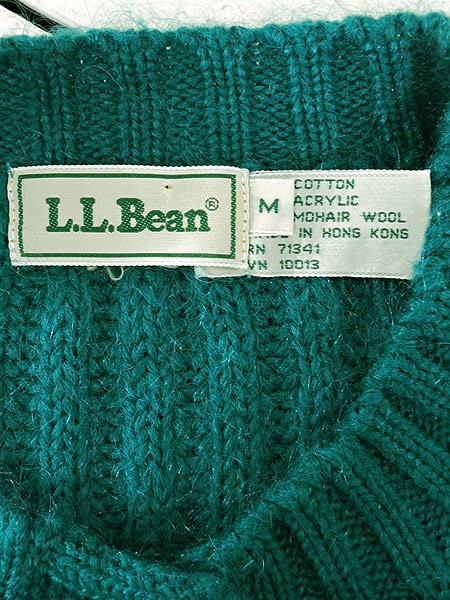 L.L.Bean®
M
COTTON
ACRYLIC
MOHAIR WOOL
IN HONG KONG
RN 71341
VN 10013